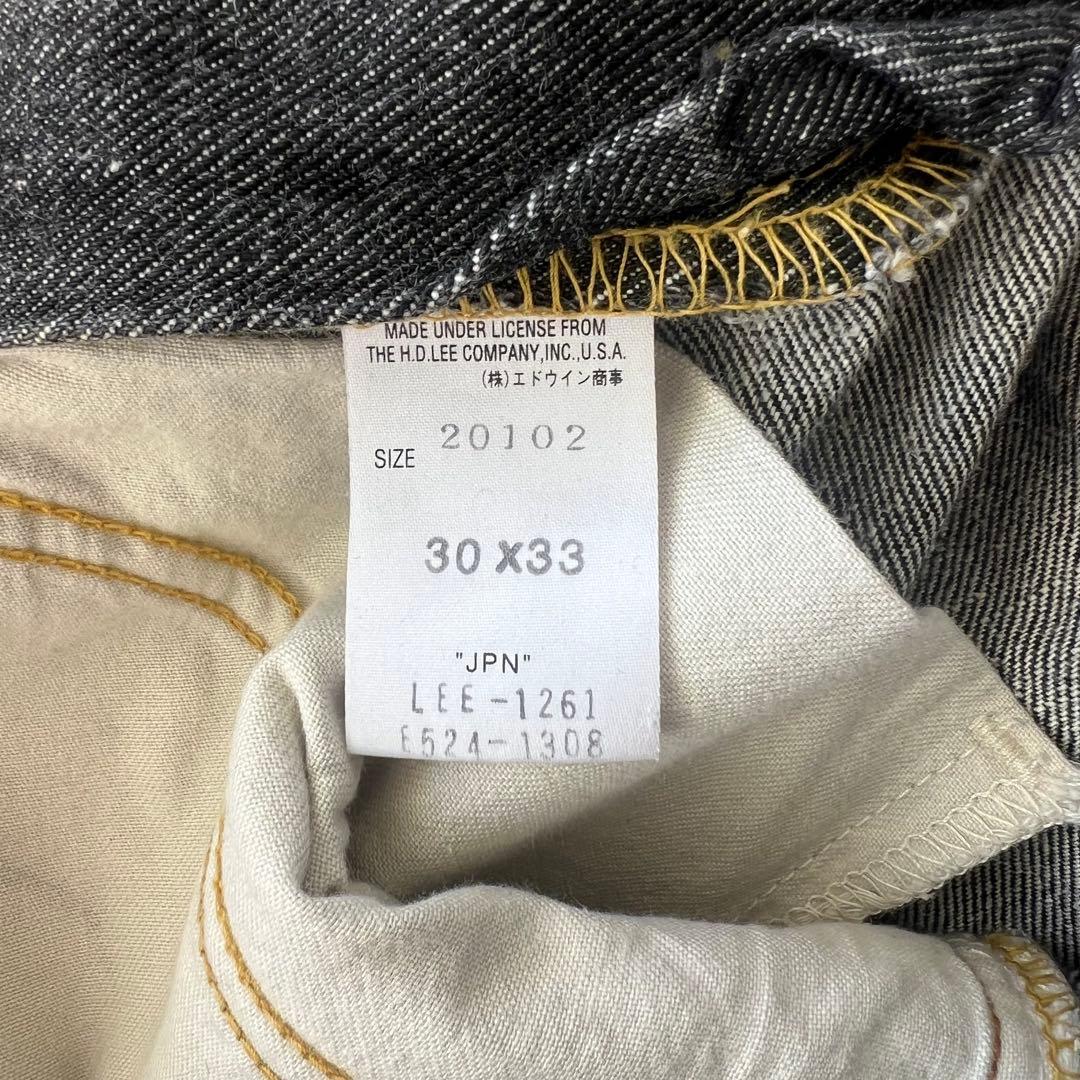 MADE UNDER LICENSE FROM
THE H.D.LEE COMPANY,INC.,U.S.A.
(株)エドウイン商事
20102
SIZE
30 X33
"JPN"
LEE-1261
E524-1308